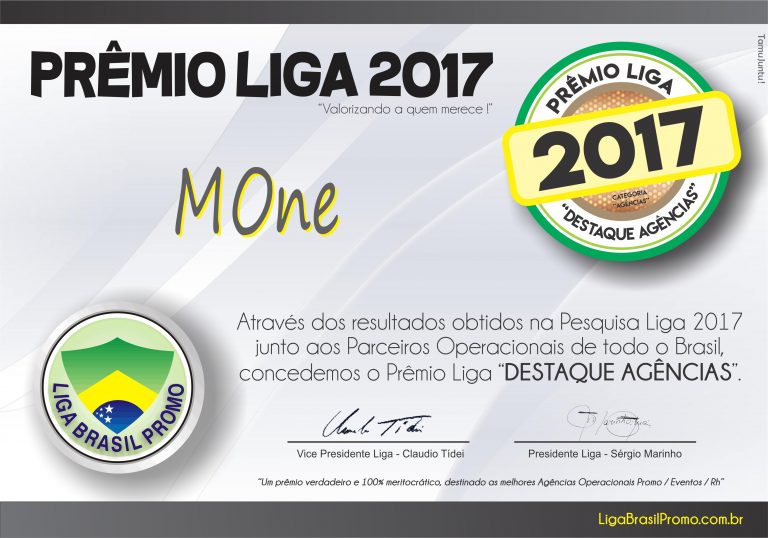 PRÊMIO LIGA 2017
"Valorizando a quem merece !"
TamuJuntu!
PRÊMIO LIGA
2017
CATEGORIA
"AGÊNCIAS"
"DESTAQUE AGÊNCIAS"
MOne
LIGA BRASIL PROMO
Através dos resultados obtidos na Pesquisa Liga 2017
junto aos Parceiros Operacionais de todo o Brasil,
concedemos o Prêmio Liga "DESTAQUE AGÊNCIAS".
Vice Presidente Liga - Claudio Tidei
Presidente Liga - Sérgio Marinho
"Um prêmio verdadeiro e 100% meritocrático, destinado as melhores Agências Operacionais Promo / Eventos / Rh"
LigaBrasilPromo.com.br